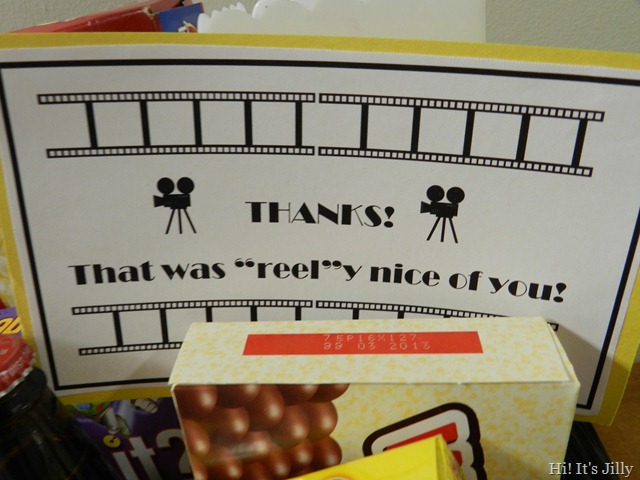 THANKS!
That was "reel"y nice of you!
Hi! It's Jilly